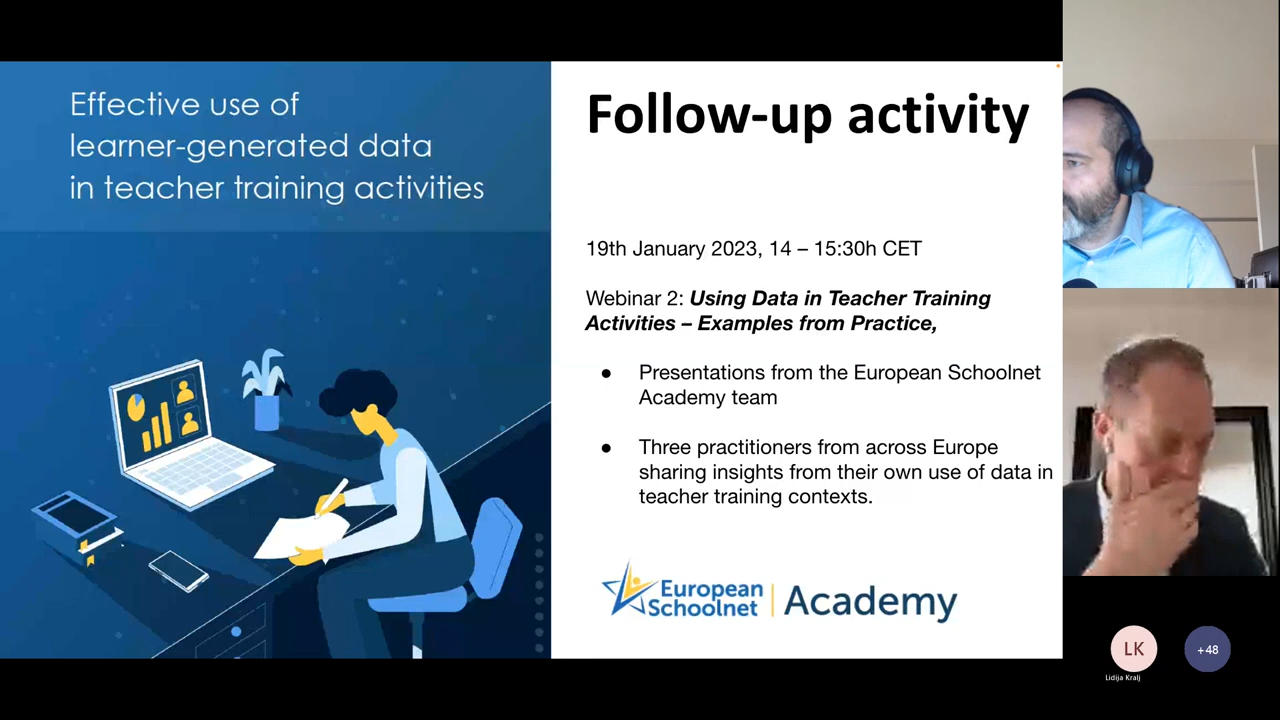 Effective use of
learner-generated data
in teacher training activities
Follow-up activity
19th January 2023, 14 – 15:30h CET
Webinar 2: Using Data in Teacher Training
Activities – Examples from Practice,
● Presentations from the European Schoolnet
Academy team
● Three practitioners from across Europe
sharing insights from their own use of data in
teacher training contexts.
European
Schoolnet
Academy
LK
+48
Lidija Kralj